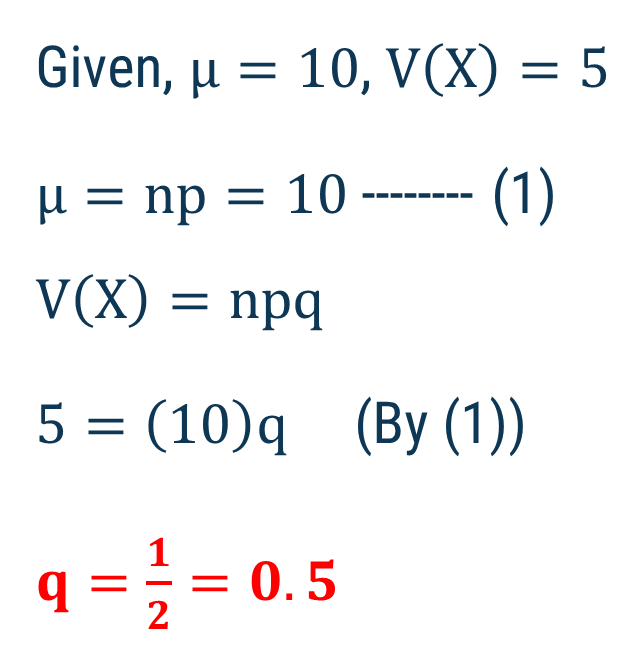 Given, μ = 10, V(X) = 5
μ = np = 10 -------- (1)
V(X) = npq
5 = (10)q (By (1))
q = 1/2 = 0.5